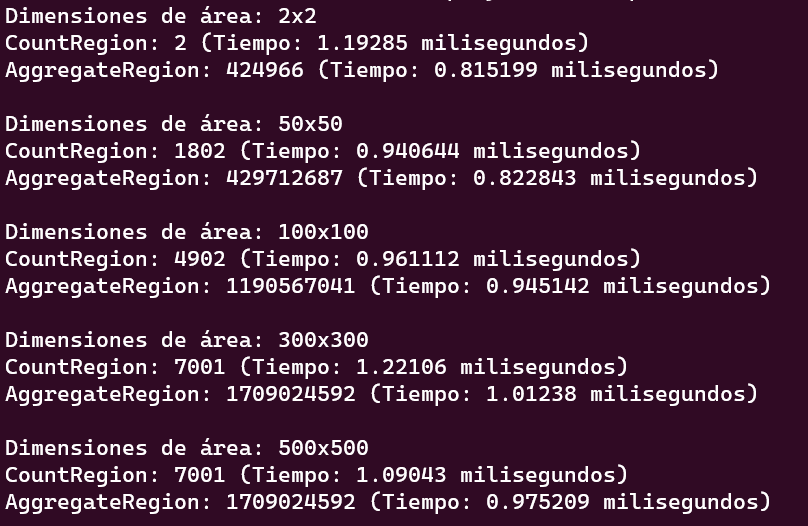 Dimensiones de área: 2x2
CountRegion: 2 (Tiempo: 1.19285 milisegundos)
AggregateRegion: 424966 (Tiempo: 0.815199 milisegundos)
Dimensiones de área: 50x50
CountRegion: 1802 (Tiempo: 0.940644 milisegundos)
AggregateRegion: 429712687 (Tiempo: 0.822843 milisegundos)
Dimensiones de área: 100x100
CountRegion: 4902 (Tiempo: 0.961112 milisegundos)
AggregateRegion: 1190567041 (Tiempo: 0.945142 milisegundos)
Dimensiones de área: 300x300
CountRegion: 7001 (Tiempo: 1.22106 milisegundos)
AggregateRegion: 1709024592 (Tiempo: 1.01238 milisegundos)
Dimensiones de área: 500x500
CountRegion: 7001 (Tiempo: 1.09043 milisegundos)
AggregateRegion: 1709024592 (Tiempo: 0.975209 milisegundos)